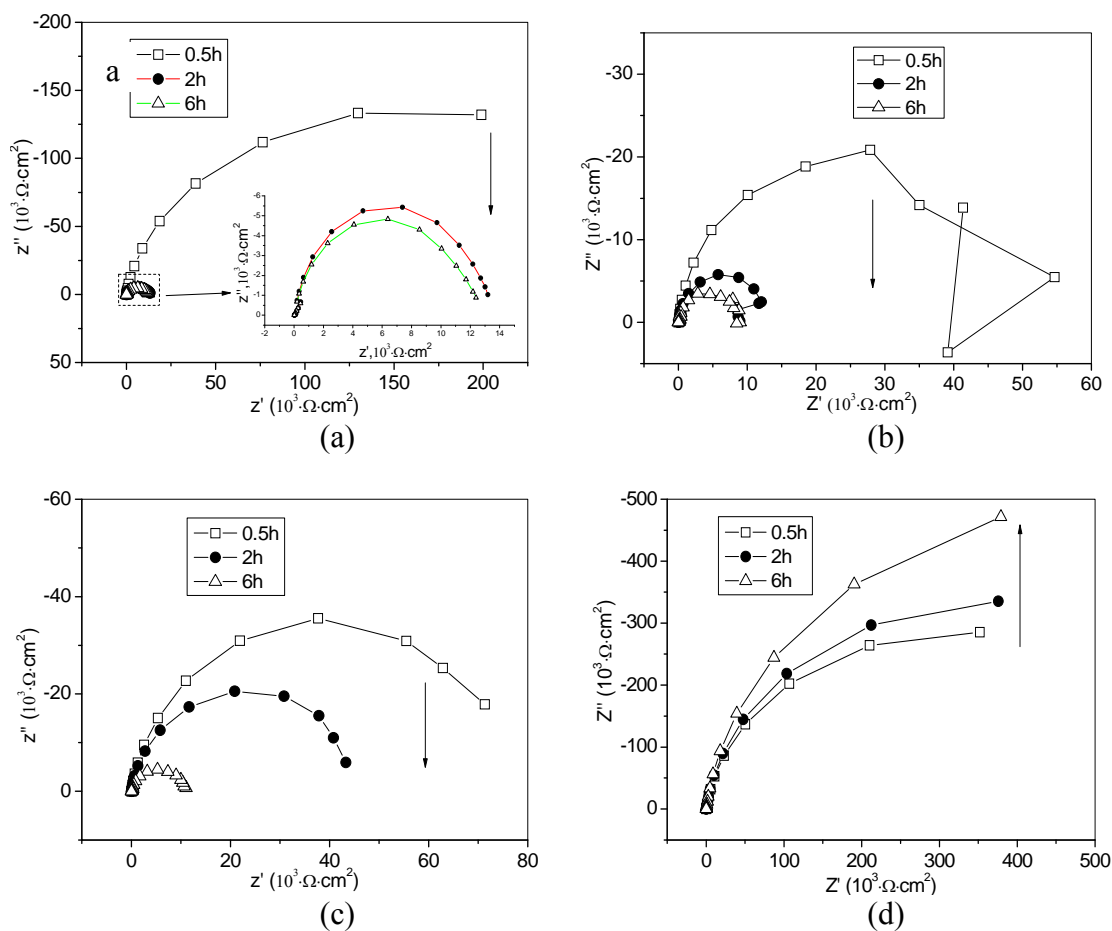 -200
-150
-100
-50
0
50
0 50 100 150 200
z'' (10³·Ω·cm²)
z' (10³·Ω·cm²)
a
0.5h
2h
6h
-6
-5
-4
-3
-2
-1
0
1
-2 0 2 4 6 8 10 12 14
z'',10³·Ω·cm²
z',10³·Ω·cm²
(a)
-30
-20
-10
0
0 10 20 30 40 50 60
Z'' (10³·Ω·cm²)
Z' (10³·Ω·cm²)
0.5h
2h
6h
(b)
-60
-40
-20
0
0 20 40 60 80
z'' (10³·Ω·cm²)
z' (10³·Ω·cm²)
0.5h
2h
6h
(c)
-500
-400
-300
-200
-100
0
0 100 200 300 400 500
Z'' (10³·Ω·cm²)
Z' (10³·Ω·cm²)
0.5h
2h
6h
(d)